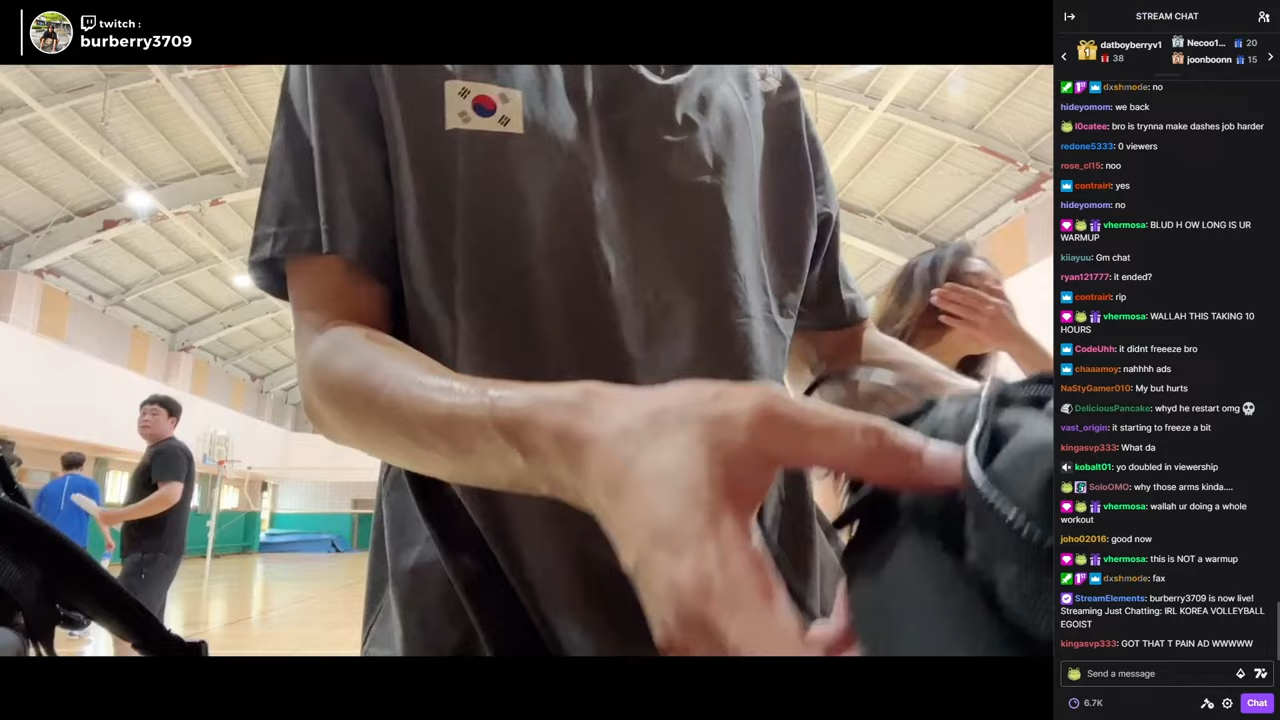 twitch :
burberry3709
STREAM CHAT
datboyberryv1
38
Necoo1... 20
joonboonn 15
dxshmode: no
hideyomom: we back
l0catee: bro is trynna make dashes job harder
redone5333: 0 viewers
rose_cl15: noo
contrairl: yes
hideyomom: no
vhermosa: BLUD H OW LONG IS UR
WARMUP
kiiayuu: Gm chat
ryan121777: it ended?
contrairl: rip
vhermosa: WALLAH THIS TAKING 10
HOURS
CodeUhh: it didnt freeeze bro
chaaamoy: nahhhh ads
NaStyGamer010: My but hurts
DeliciousPancake: whyd he restart omg
vast_origin: it starting to freeze a bit
kingasvp333: What da
kobalt01: yo doubled in viewership
SoloOMO: why those arms kinda....
vhermosa: wallah ur doing a whole
workout
joho02016: good now
vhermosa: this is NOT a warmup
dxshmode: fax
StreamElements: burberry3709 is now live!
Streaming Just Chatting: IRL KOREA VOLLEYBALL
EGOIST
kingasvp333: GOT THAT T PAIN AD WWWWW
Send a message
6.7K
Chat